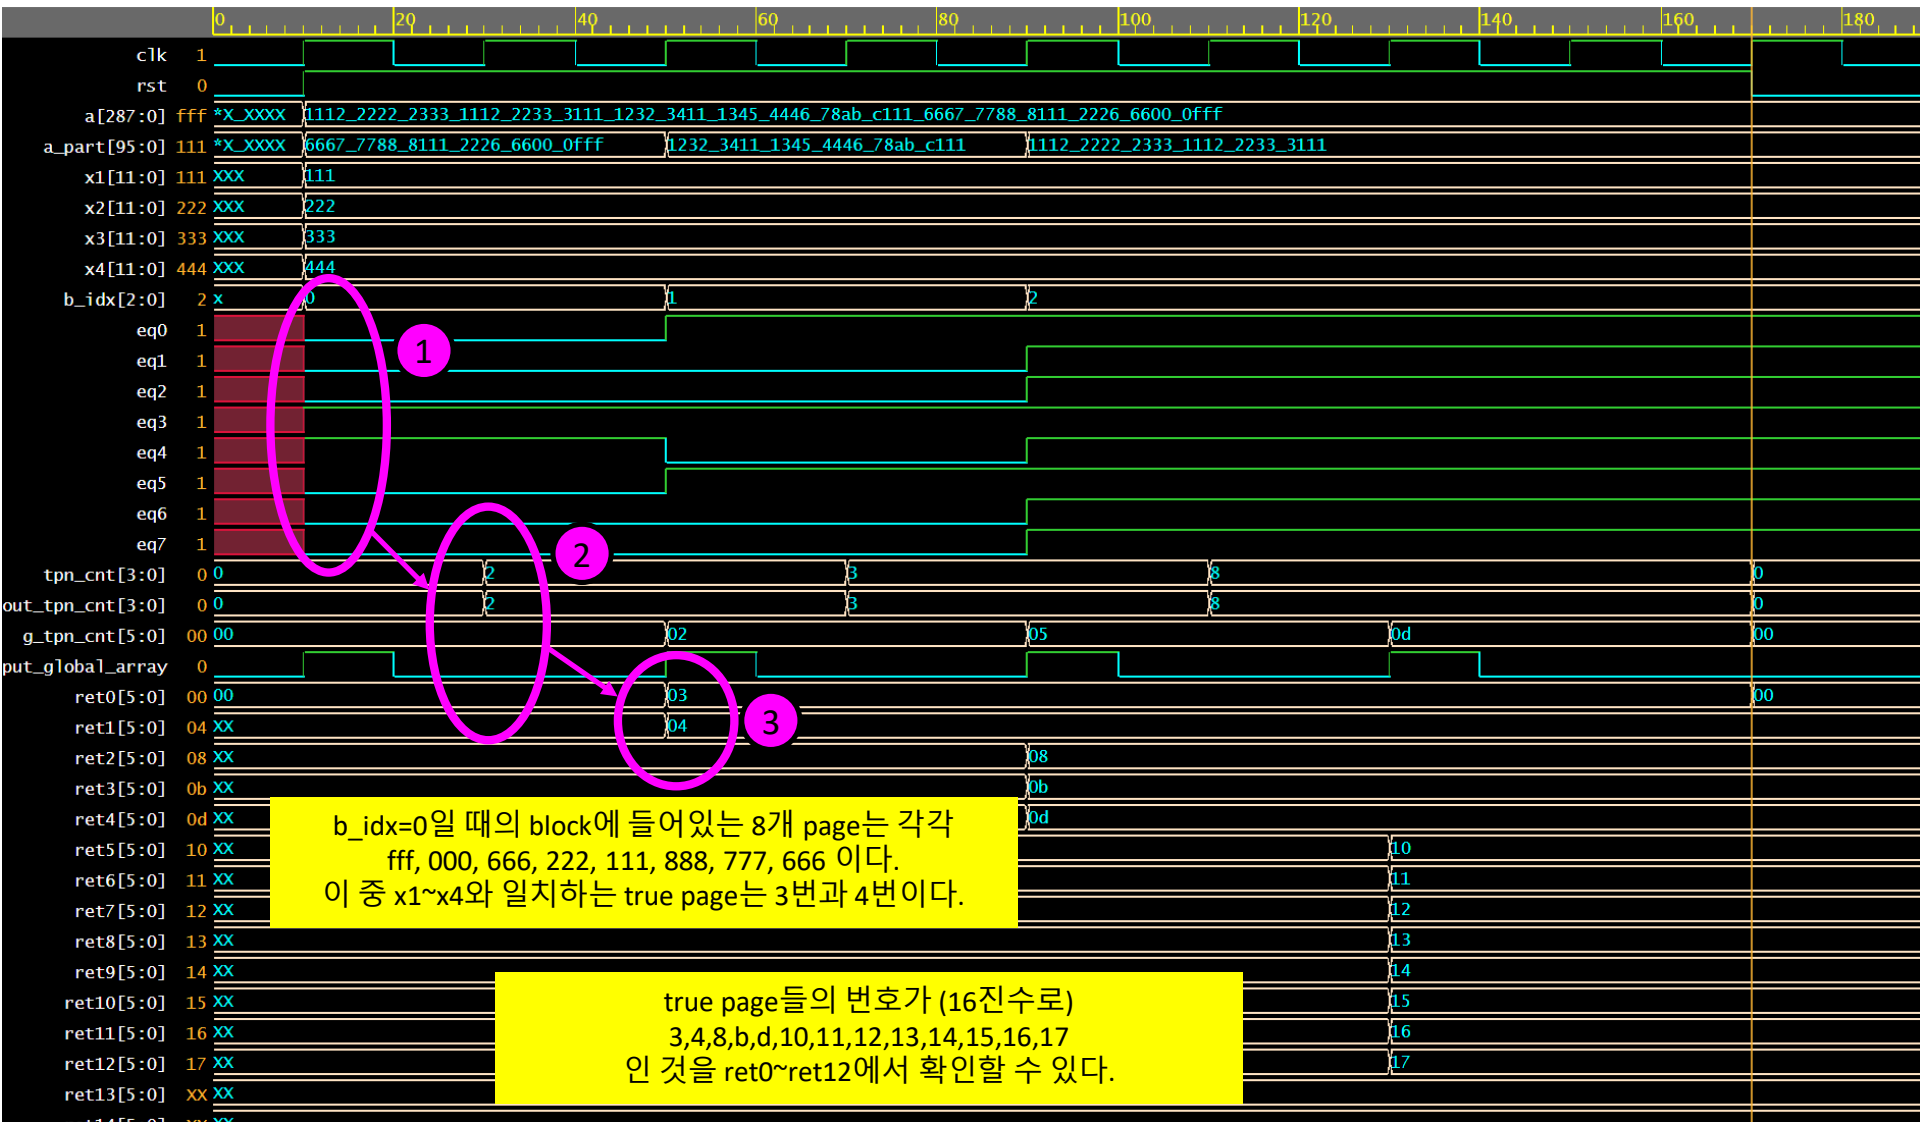 0 20 40 60 80 100 120 140 160 180
clk 1
rst 0
a[287:0] fff *X_XXXX 1112_2222_2333_1112_2233_3111_1232_3411_1345_4446_78ab_c111_6667_7788_8111_2226_6600_0fff
a_part[95:0] 111 *X_XXXX 6667_7788_8111_2226_6600_0fff 1232_3411_1345_4446_78ab_c111 1112_2222_2333_1112_2233_3111
x1[11:0] 111 XXX 111
x2[11:0] 222 XXX 222
x3[11:0] 333 XXX 333
x4[11:0] 444 XXX 444
b_idx[2:0] 2 x 0 1 2
eq0 1
1
eq1 1
eq2 1
eq3 1
eq4 1
eq5 1
eq6 1
eq7 1
2
tpn_cnt[3:0] 0 0 2 3 8 0
out_tpn_cnt[3:0] 0 0 2 3 8 0
g_tpn_cnt[5:0] 00 00 02 05 0d 00
put_global_array 0
ret0[5:0] 00 00 03 00
3
ret1[5:0] 04 XX 04
ret2[5:0] 08 XX 08
ret3[5:0] 0b XX 0b
ret4[5:0] 0d XX 0d
b_idx=0일 때의 block에 들어있는 8개 page는 각각
fff, 000, 666, 222, 111, 888, 777, 666 이다.
이 중 x1~x4와 일치하는 true page는 3번과 4번이다.
ret5[5:0] 10 XX 10
ret6[5:0] 11 XX 11
ret7[5:0] 12 XX 12
ret8[5:0] 13 XX 13
ret9[5:0] 14 XX 14
ret10[5:0] 15 XX 15
ret11[5:0] 16 XX 16
ret12[5:0] 17 XX 17
true page들의 번호가 (16진수로)
3,4,8,b,d,10,11,12,13,14,15,16,17
인 것을 ret0~ret12에서 확인할 수 있다.
ret13[5:0] XX XX